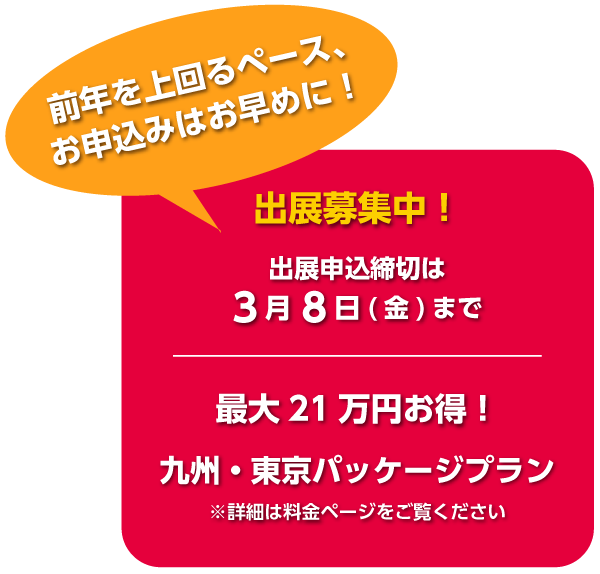 前年を上回るペース、
お申込みはお早めに！
出展募集中！
出展申込締切は
3月8日(金)まで
最大21万円お得！
九州・東京パッケージプラン
※詳細は料金ページをご覧ください